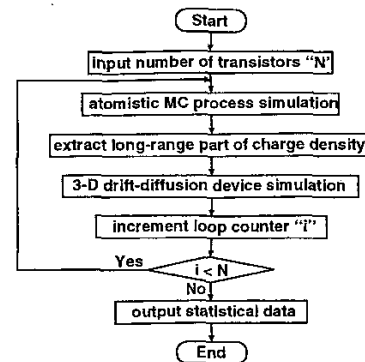 Start
input number of transistors "N'
atomistic MC process simulation
extract long-range part of charge density
3-D drift-diffusion device simulation
increment loop counter "i"
Yes
i < N
No
output statistical data
End